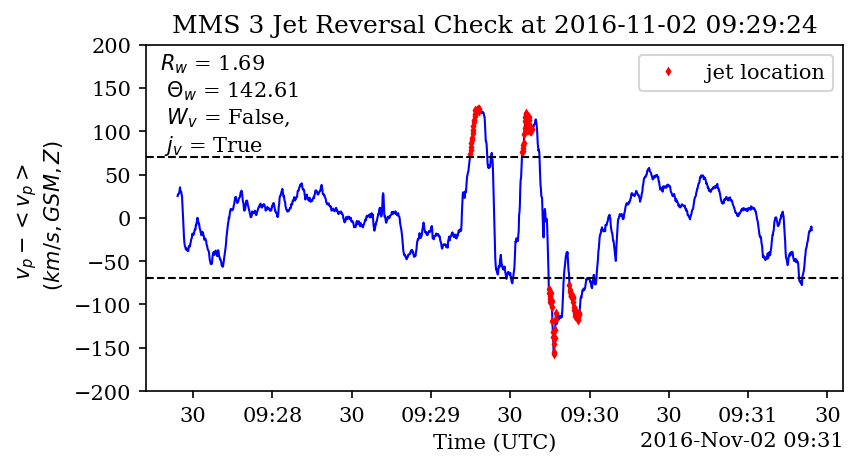 MMS 3 Jet Reversal Check at 2016-11-02 09:29:24
R_w = 1.69
Θ_w = 142.61
W_v = False,
j_v = True
jet location
v_p − <v_p>
(km/s, GSM, Z)
200
150
100
50
0
−50
−100
−150
−200
30 09:28 30 09:29 30 09:30 30 09:31 30
Time (UTC)
2016-Nov-02 09:31